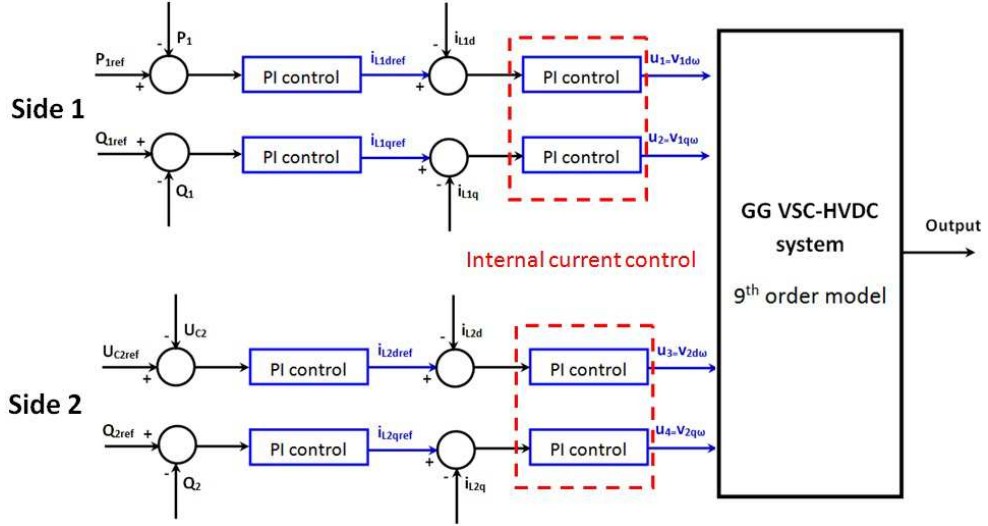 P1
-
iL1d
-
P1ref
+
PI control
iL1dref
+
PI control
u1=v1dω
Side 1
Q1ref
+
-
Q1
PI control
iL1qref
+
-
iL1q
PI control
u2=v1qω
GG VSC-HVDC
system
9th order model
Output
Internal current control
UC2
-
iL2d
-
UC2ref
+
PI control
iL2dref
+
PI control
u3=v2dω
Side 2
Q2ref
+
-
Q2
PI control
iL2qref
+
-
iL2q
PI control
u4=v2qω